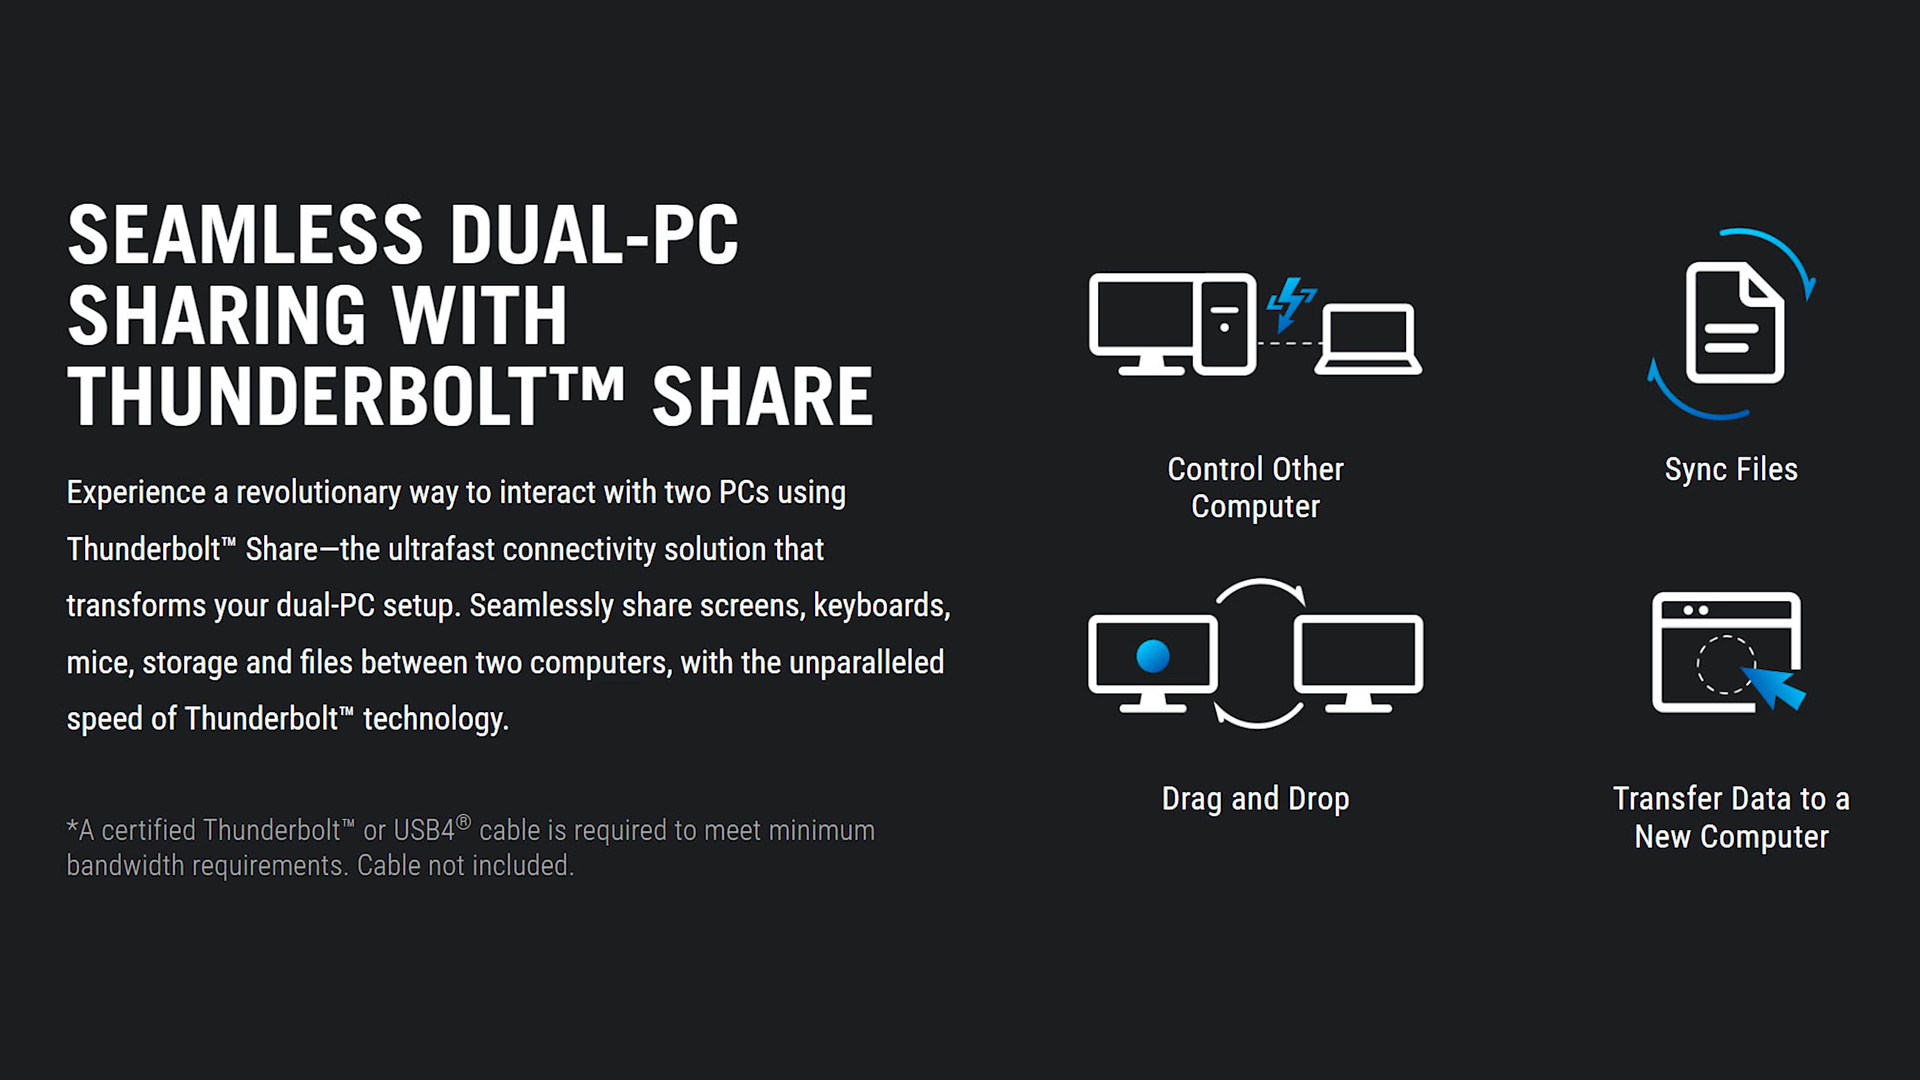 SEAMLESS DUAL-PC
SHARING WITH
THUNDERBOLT™ SHARE
Experience a revolutionary way to interact with two PCs using
Thunderbolt™ Share—the ultrafast connectivity solution that
transforms your dual-PC setup. Seamlessly share screens, keyboards,
mice, storage and files between two computers, with the unparalleled
speed of Thunderbolt™ technology.
*A certified Thunderbolt™ or USB4® cable is required to meet minimum
bandwidth requirements. Cable not included.
Control Other
Computer
Sync Files
Drag and Drop
Transfer Data to a
New Computer